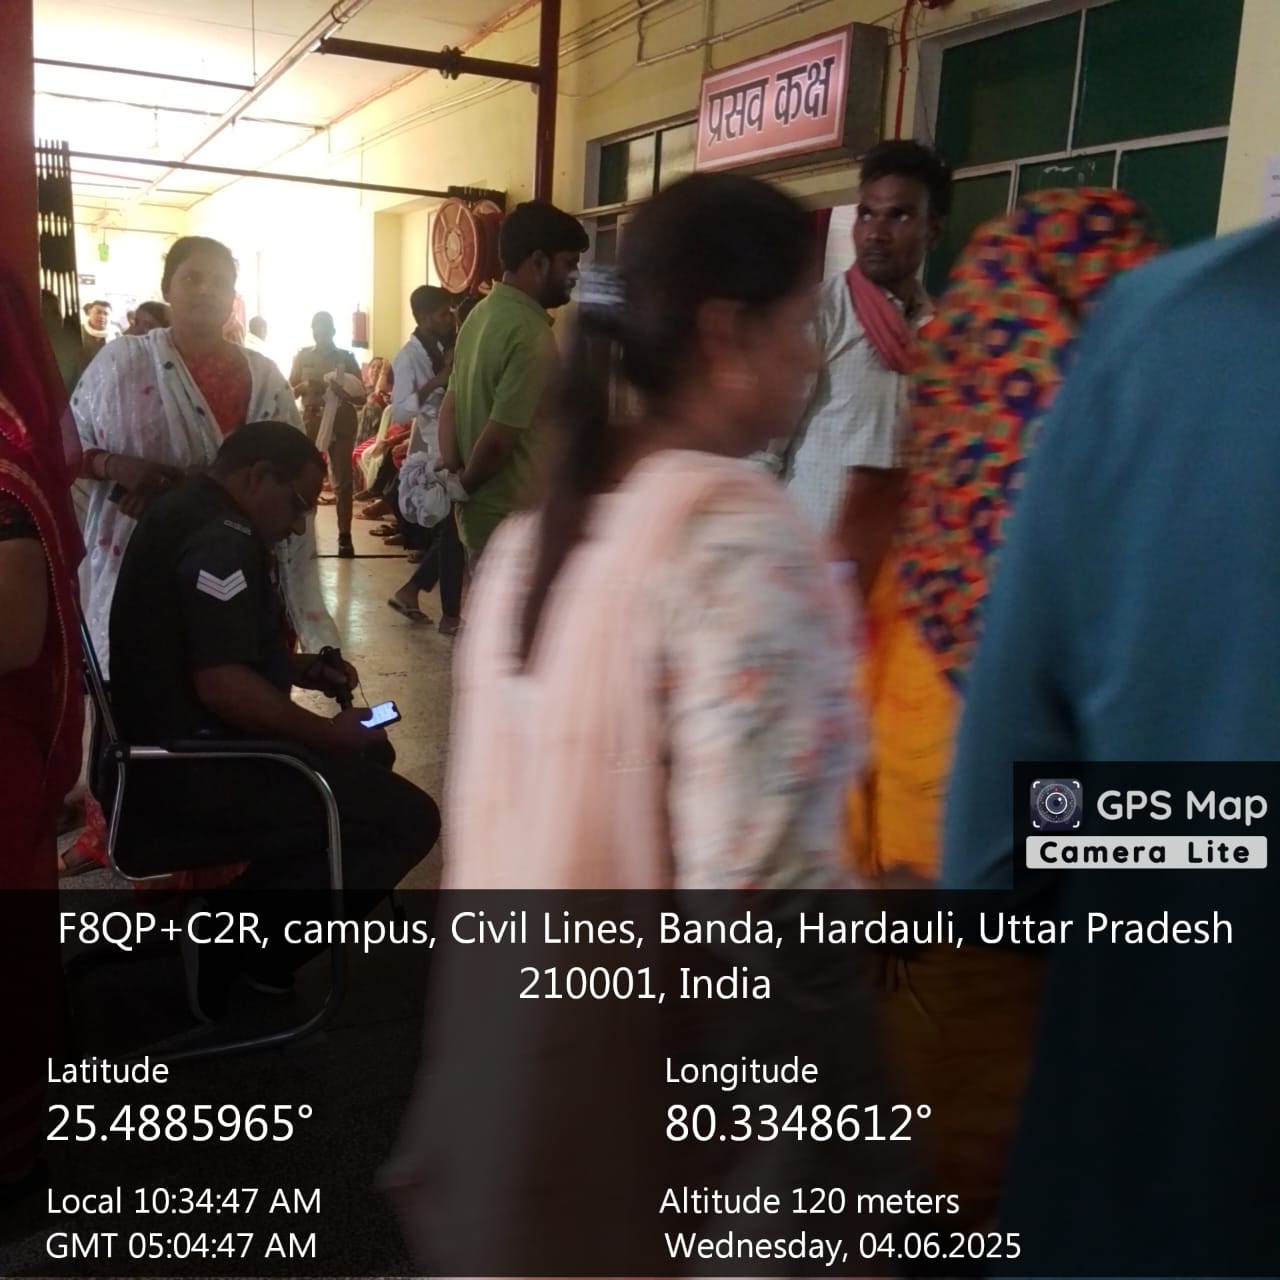 प्रसव कक्ष
GPS Map
Camera Lite
F8QP+C2R, campus, Civil Lines, Banda, Hardauli, Uttar Pradesh
210001, India
Latitude
25.4885965°
Longitude
80.3348612°
Local 10:34:47 AM
GMT 05:04:47 AM
Altitude 120 meters
Wednesday, 04.06.2025